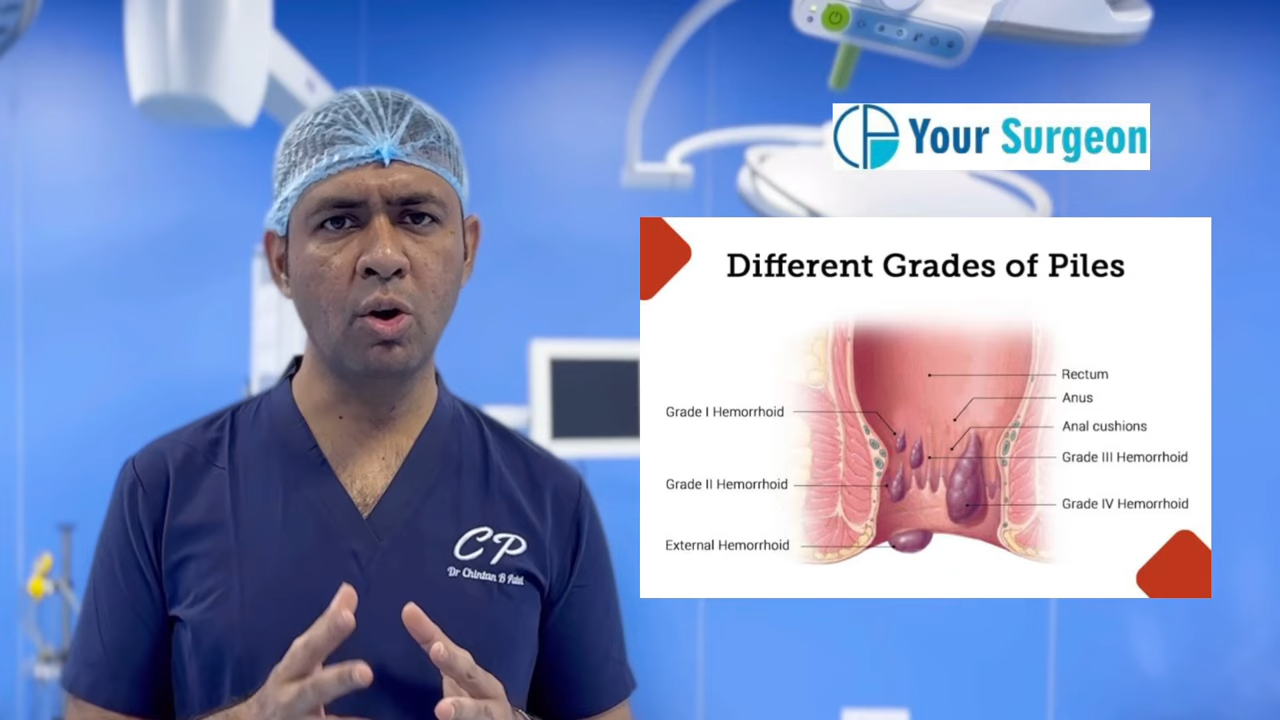 Your Surgeon
Different Grades of Piles
Rectum
Anus
Grade I Hemorrhoid
Anal cushions
Grade III Hemorrhoid
Grade II Hemorrhoid
Grade IV Hemorrhoid
External Hemorrhoid
CP
Dr Chintan B Patel